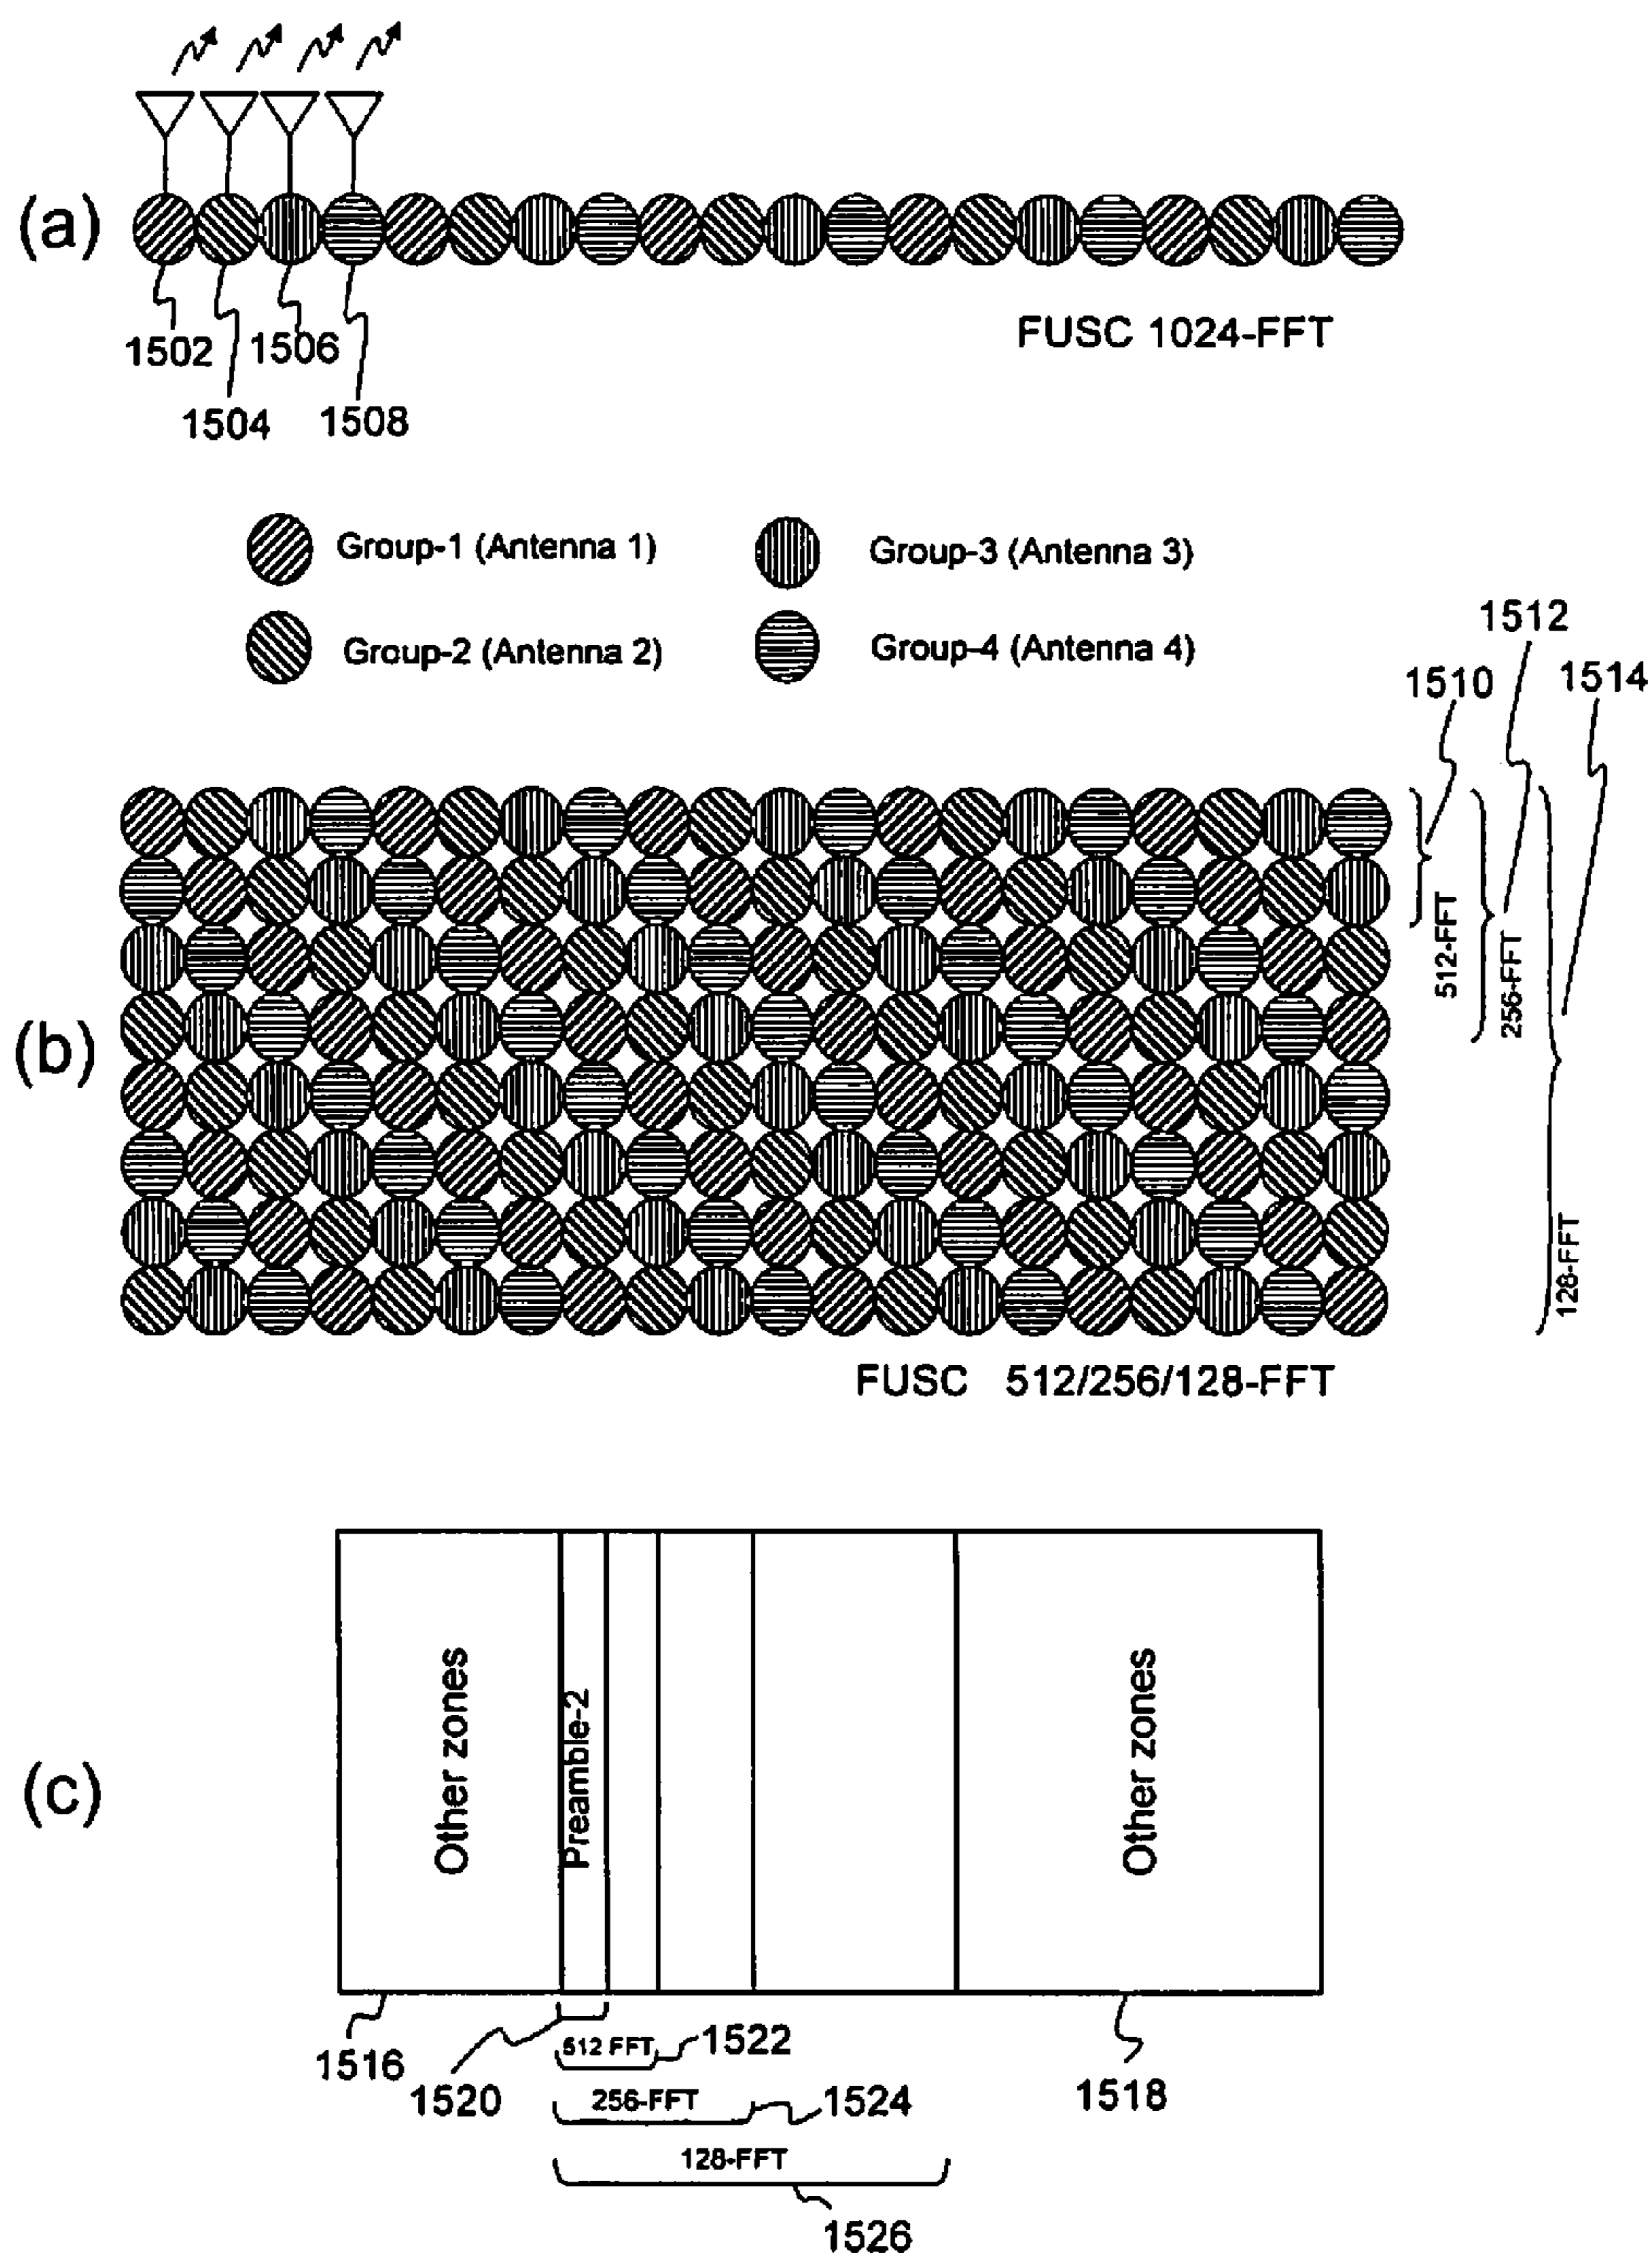 (a)
1502
1506
1504
1508
FUSC 1024-FFT
Group-1 (Antenna 1)
Group-3 (Antenna 3)
Group-2 (Antenna 2)
Group-4 (Antenna 4)
1512
1510
1514
(b)
512-FFT
256-FFT
128-FFT
FUSC 512/256/128-FFT
(c)
Other zones
Preamble-2
Other zones
1516
1520
512 FFT
1522
1518
256-FFT
1524
128-FFT
1526